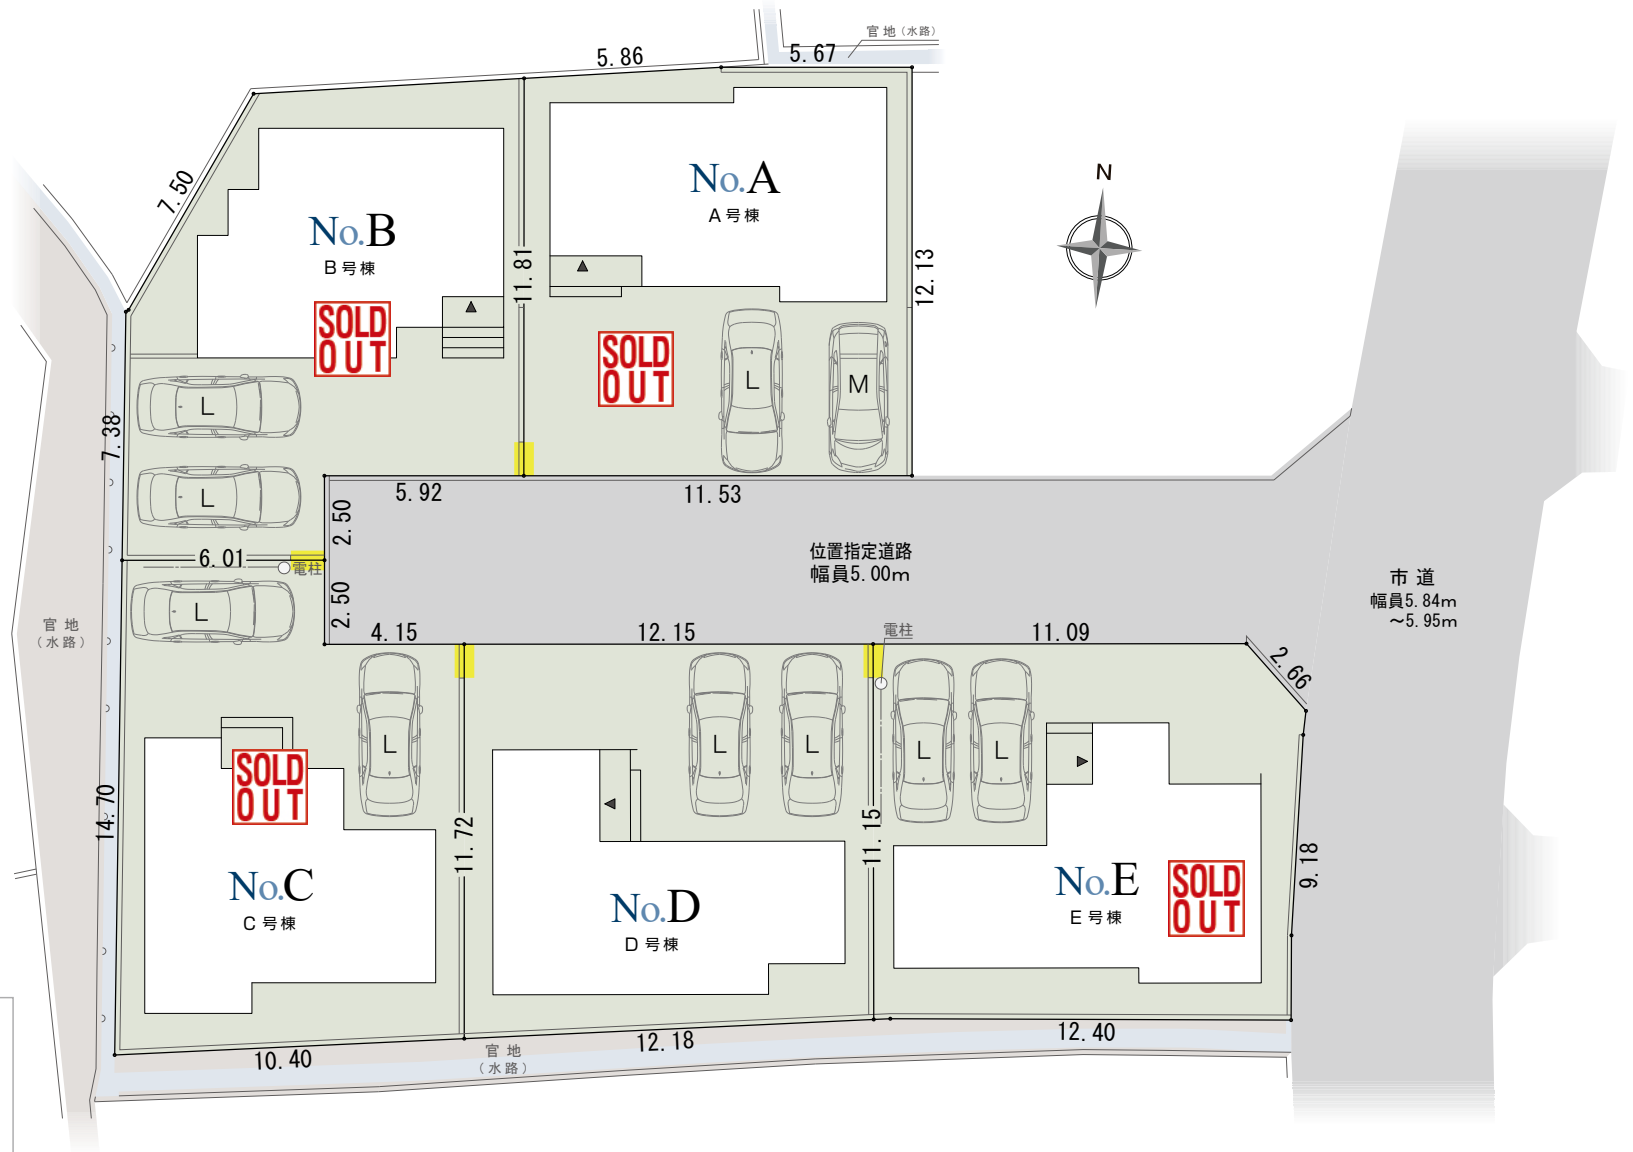 官地(水路)
5.86
5.67
N
No.A
A号棟
7.50
No.B
B号棟
11.81
12.13
SOLD
OUT
SOLD
OUT
L
M
L
7.38
L
5.92
11.53
2.50
6.01
電柱
位置指定道路
幅員5.00m
市道
幅員5.84m
～5.95m
L
2.50
官地
(水路)
4.15
12.15
電柱
11.09
2.66
L
L
L
L
L
SOLD
OUT
14.70
11.72
11.15
9.18
No.C
C号棟
No.D
D号棟
No.E
E号棟
SOLD
OUT
10.40
官地
(水路)
12.18
12.40